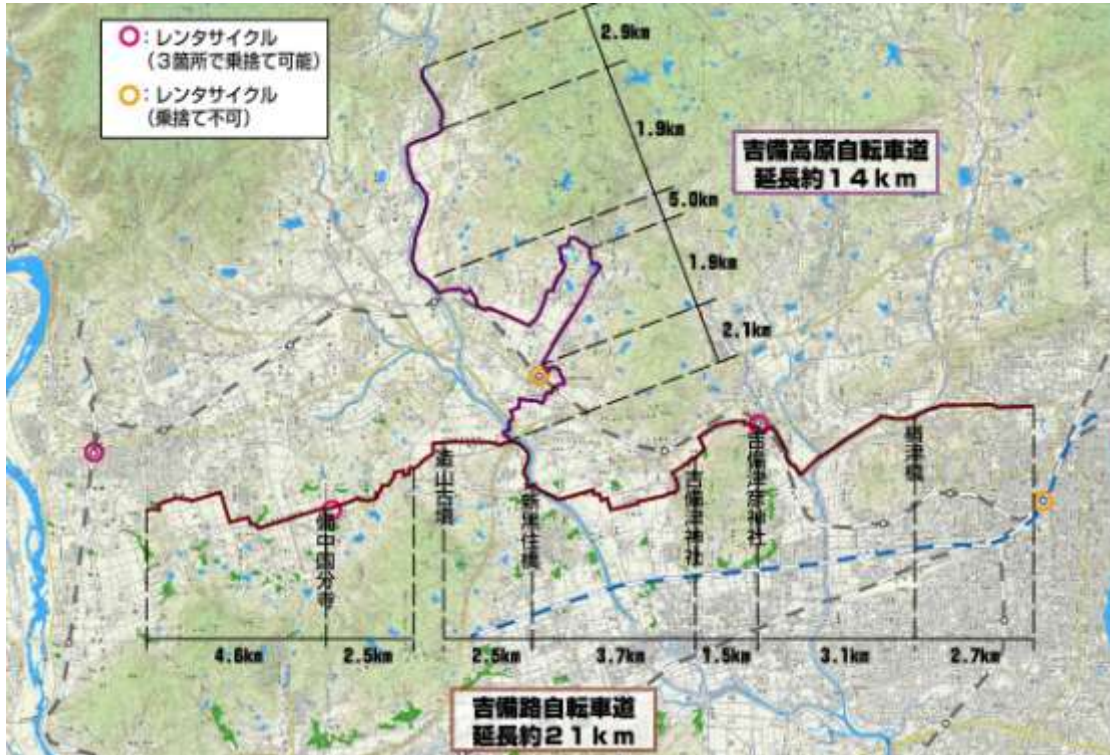 ：レンタサイクル
（3箇所で乗捨て可能）
：レンタサイクル
（乗捨て不可）
2.9km
1.9km
吉備高原自転車道
延長約14km
5.0km
1.9km
2.1km
造山古墳
備中国分寺
新庄住橋
吉備津神社
吉備津彦神社
4.6km
2.5km
2.5km
3.7km
1.5km
3.1km
2.7km
吉備路自転車道
延長約21km